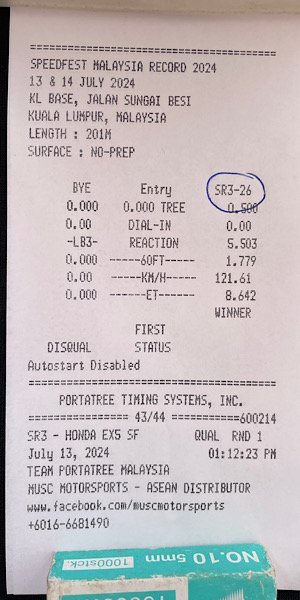 ==============================
SPEEDFEST MALAYSIA RECORD 2024
13 & 14 JULY 2024
KL BASE, JALAN SUNGAI BESI
KUALA LUMPUR, MALAYSIA
LENGTH : 201M
SURFACE : NO-PREP
BYE Entry SR3-26
0.000 0.000 TREE 0.500
0.00 DIAL-IN 0.00
-LB3- REACTION 5.503
0.000 ------60FT----- 1.779
0.00 ------KM/H----- 121.61
0.000 ------ET----- 8.642
WINNER
FIRST
DISQUAL STATUS
Autostart Disabled
==============================
PORTATREE TIMING SYSTEMS, INC.
============ 43/44 ==========600214
SR3 - HONDA EX5 SF QUAL RND 1
July 13, 2024 01:12:23 PM
TEAM PORTATREE MALAYSIA
MUSC MOTORSPORTS - ASEAN DISTRIBUTOR
www.facebook.com/muscmotorsports
+6016-6681490
NO.10 5mm 1000stck.